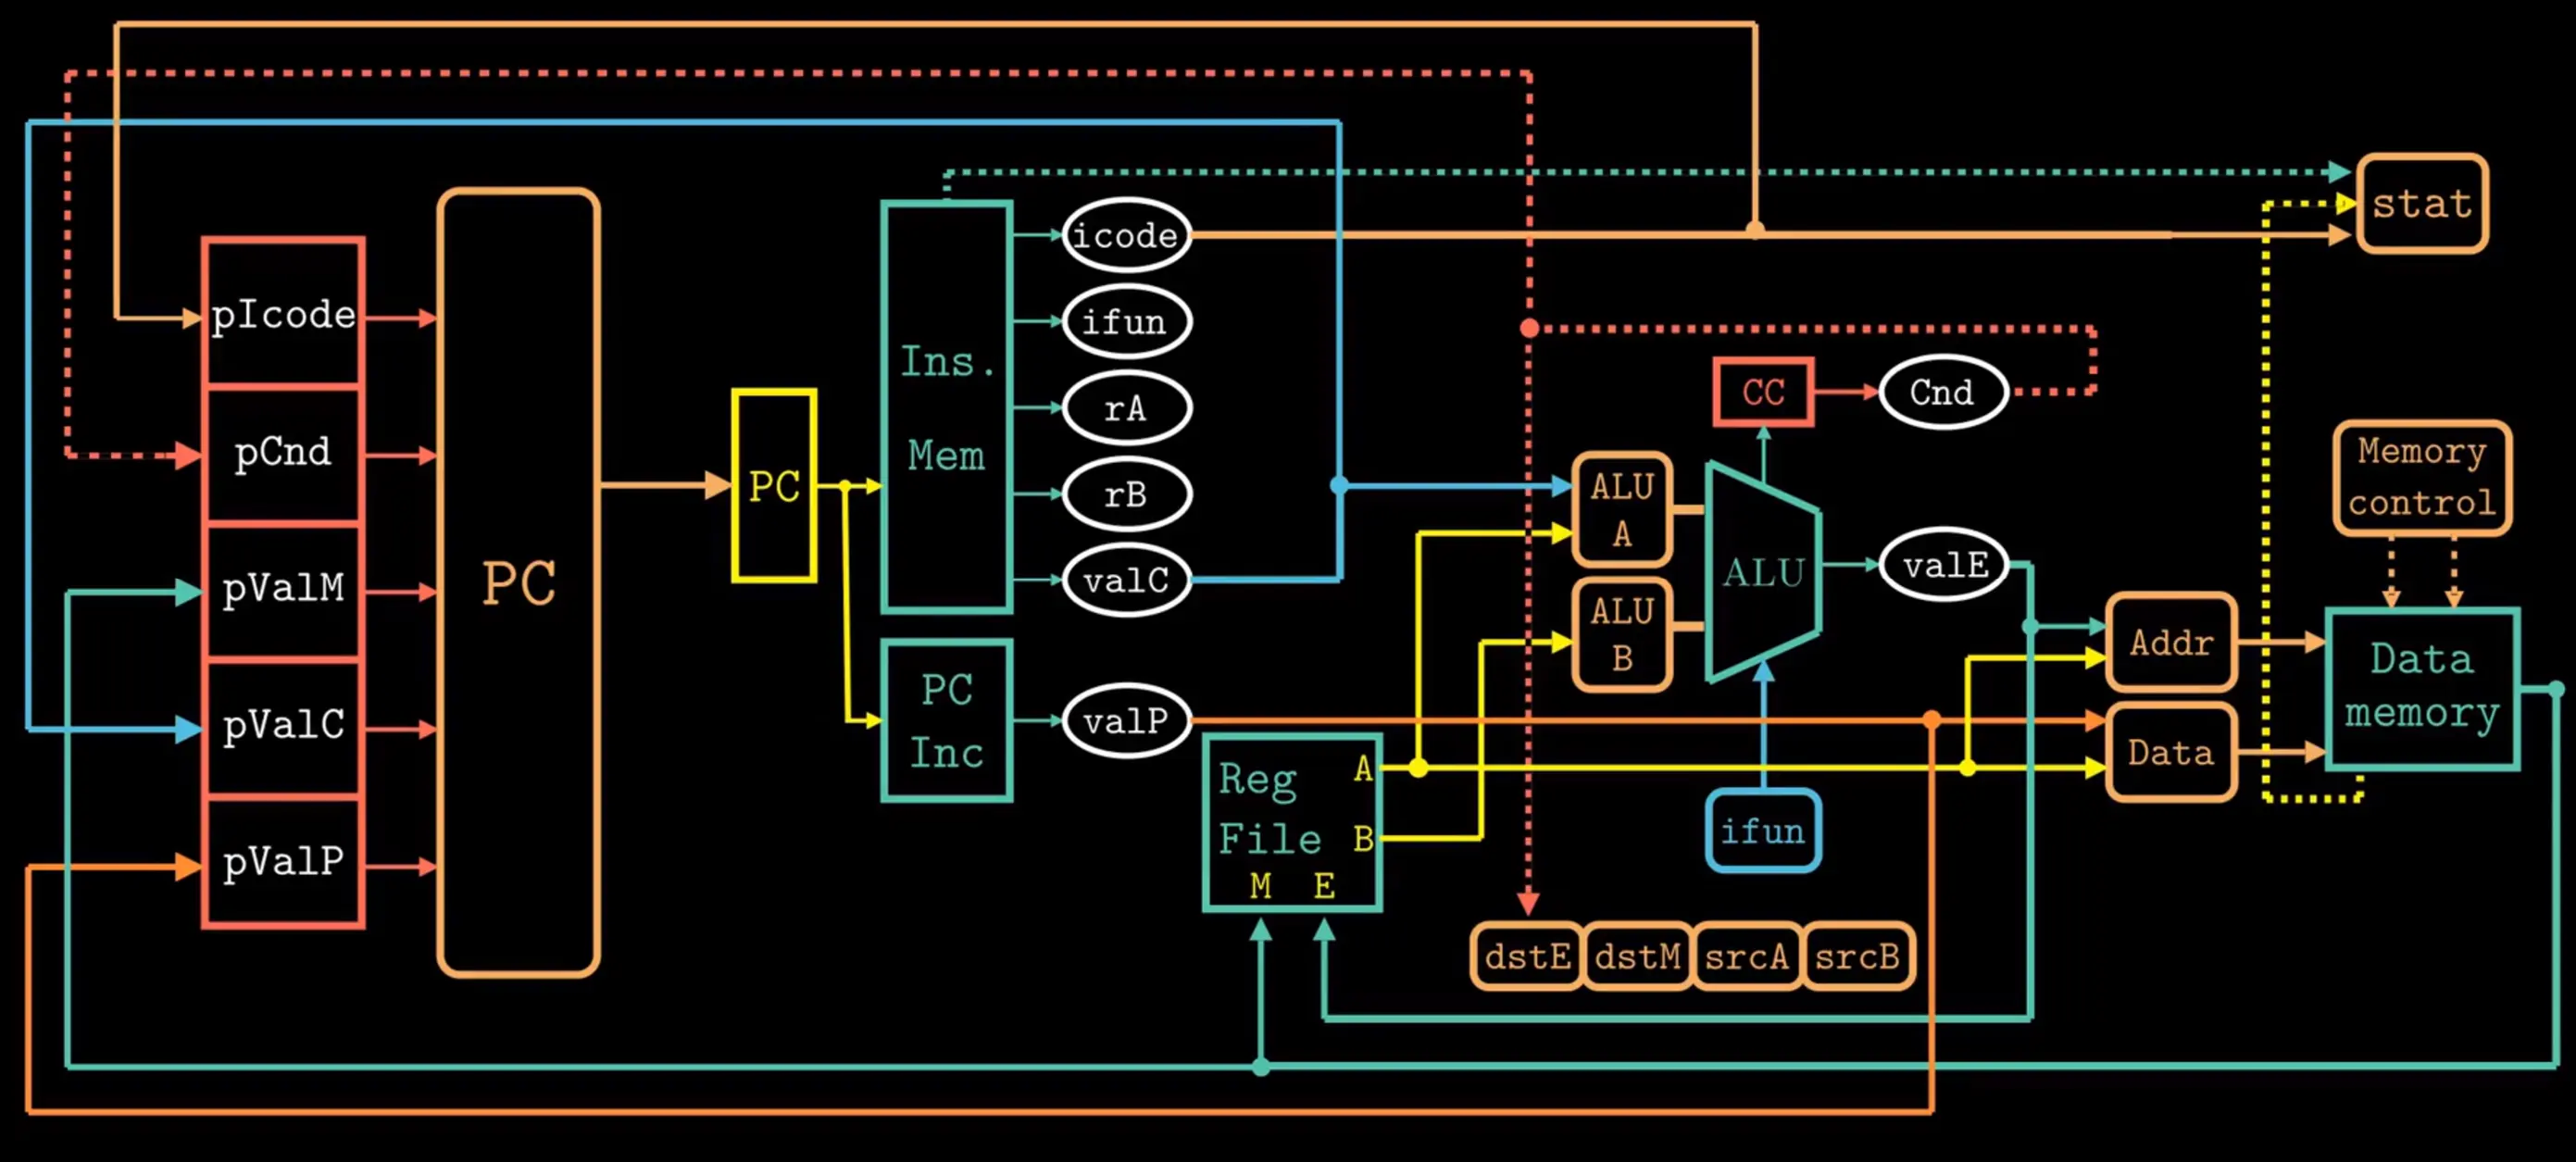 pIcode
pCnd
pValM
pValC
pValP
PC
PC
Ins.
Mem
PC
Inc
icode
ifun
rA
rB
valC
valP
Reg A
File B
M E
ALU
A
ALU
B
CC
Cnd
ALU
valE
ifun
dstE dstM srcA srcB
stat
Memory
control
Addr
Data
Data
memory